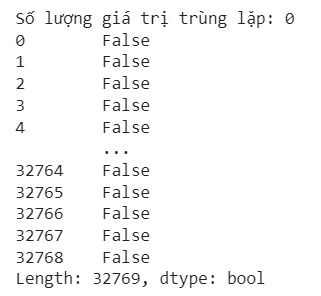 Số lượng giá trị trùng lặp: 0
0        False
1        False
2        False
3        False
4        False
         ...
32764    False
32765    False
32766    False
32767    False
32768    False
Length: 32769, dtype: bool